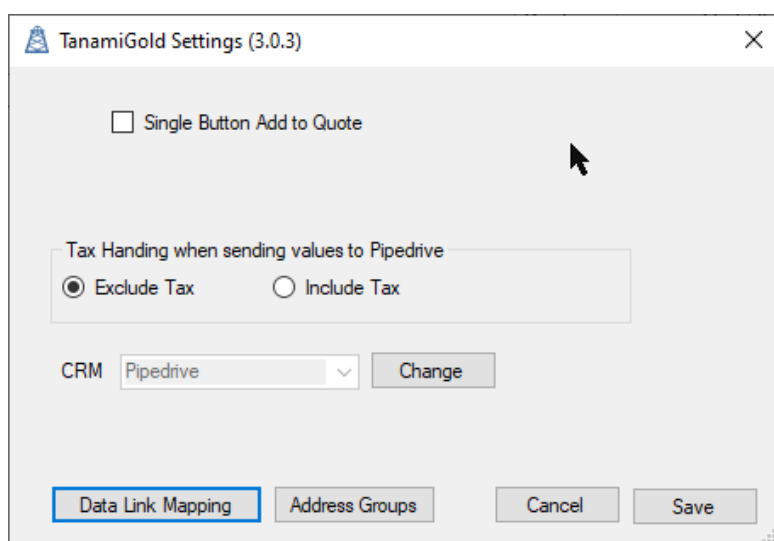 TanamiGold Settings (3.0.3)
Single Button Add to Quote
Tax Handing when sending values to Pipedrive
Exclude Tax Include Tax
CRM Pipedrive Change
Data Link Mapping Address Groups Cancel Save